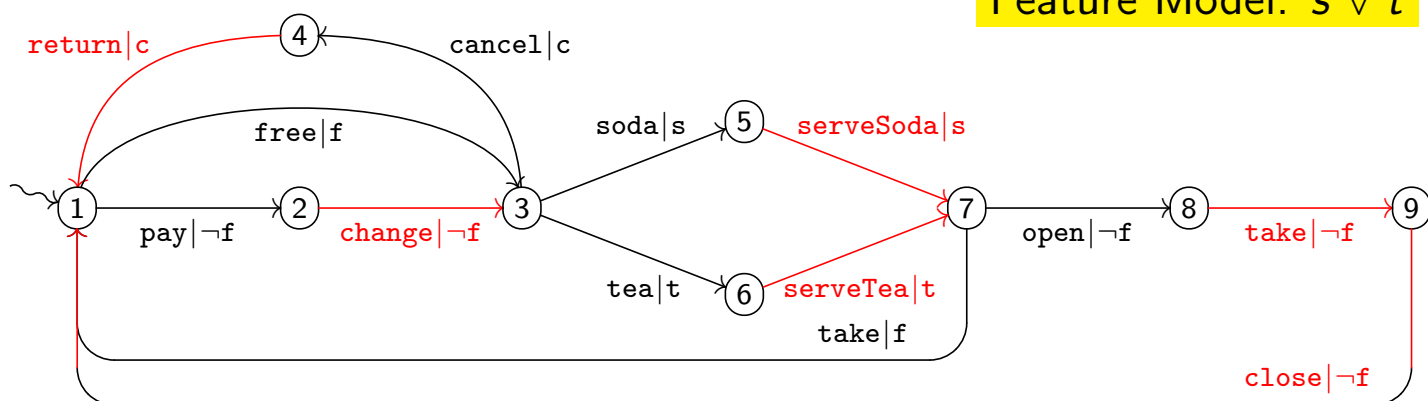 Feature Model: s ∨ t
return|c
4
cancel|c
free|f
soda|s
5
serveSoda|s
1
2
3
7
8
9
pay|¬f
change|¬f
open|¬f
take|¬f
tea|t
6
serveTea|t
take|f
close|¬f